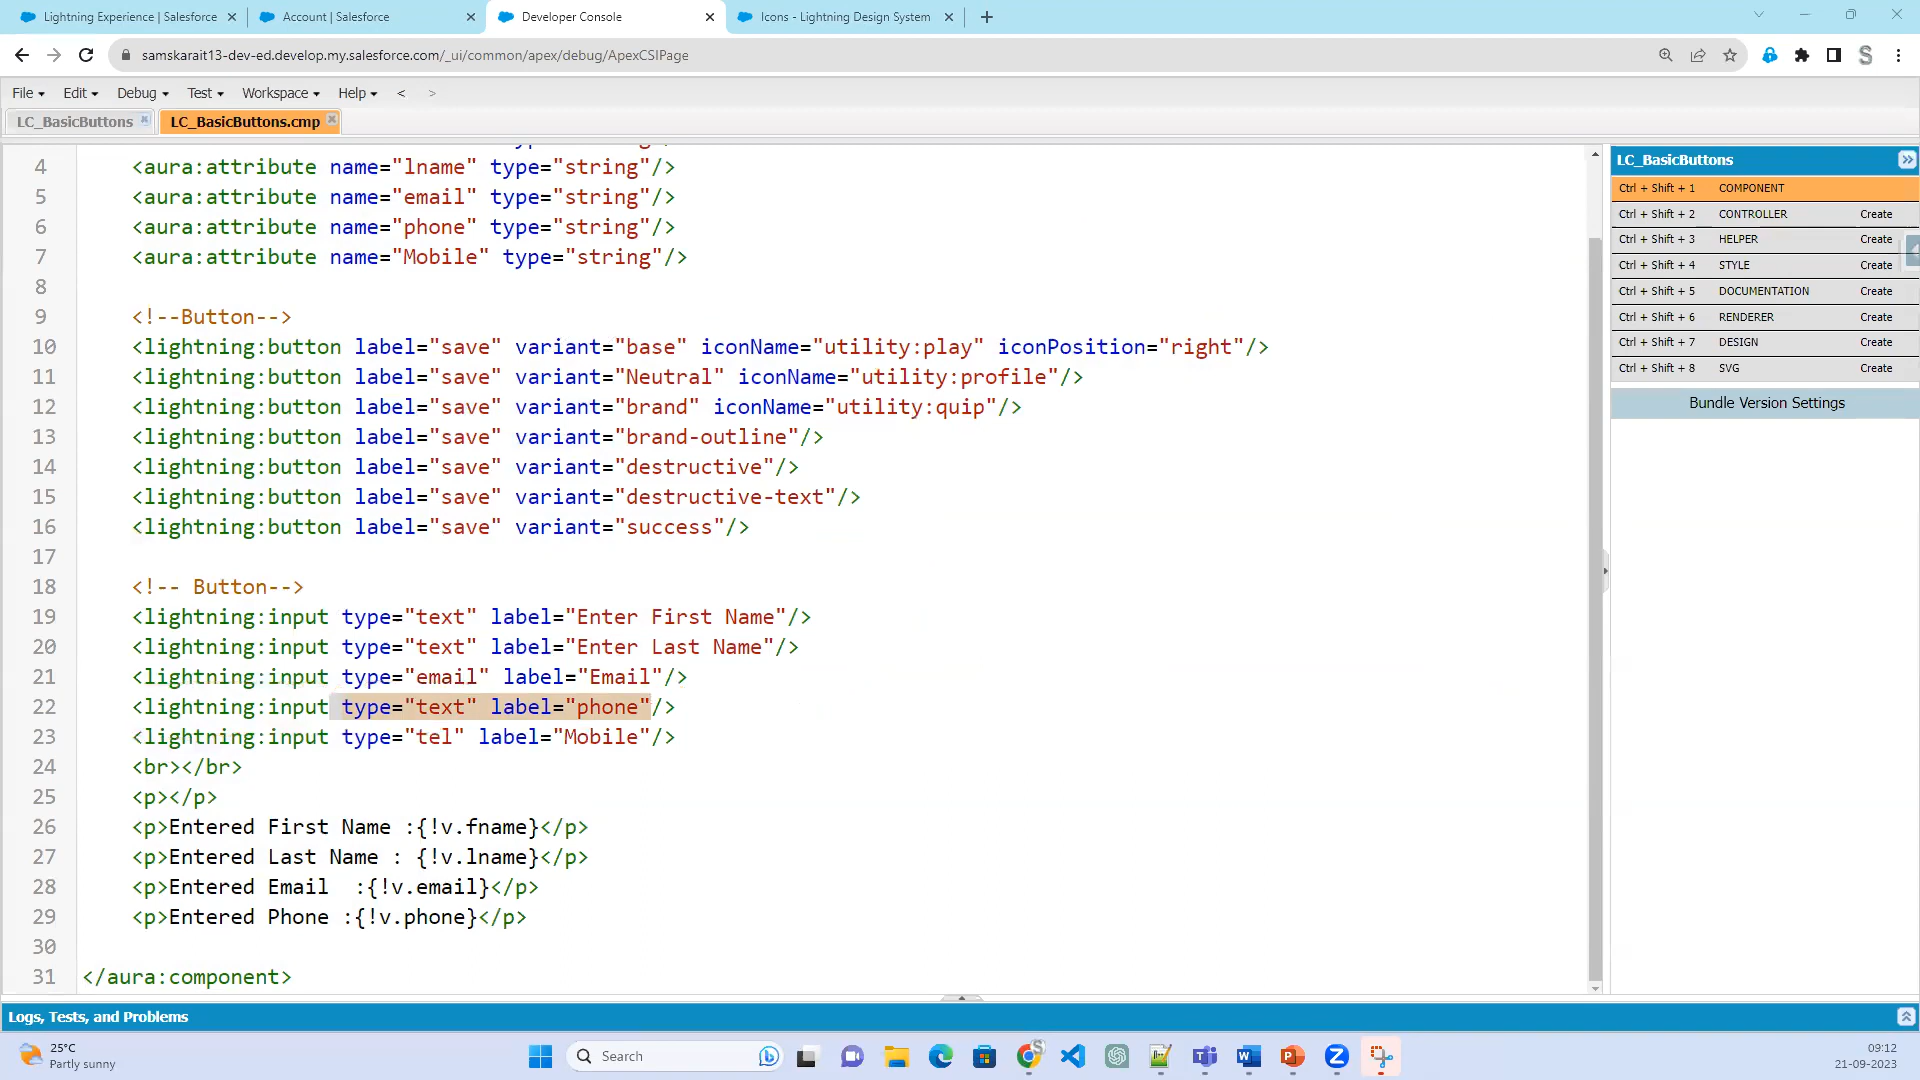 Lightning Experience | Salesforce
Account | Salesforce
Developer Console
Icons - Lightning Design System
samskarait13-dev-ed.develop.my.salesforce.com/_ui/common/apex/debug/ApexCSIPage
File Edit Debug Test Workspace Help < >
LC_BasicButtons
LC_BasicButtons.cmp
4 <aura:attribute name="lname" type="string"/>
5 <aura:attribute name="email" type="string"/>
6 <aura:attribute name="phone" type="string"/>
7 <aura:attribute name="Mobile" type="string"/>
8
9 <!--Button-->
10 <lightning:button label="save" variant="base" iconName="utility:play" iconPosition="right"/>
11 <lightning:button label="save" variant="Neutral" iconName="utility:profile"/>
12 <lightning:button label="save" variant="brand" iconName="utility:quip"/>
13 <lightning:button label="save" variant="brand-outline"/>
14 <lightning:button label="save" variant="destructive"/>
15 <lightning:button label="save" variant="destructive-text"/>
16 <lightning:button label="save" variant="success"/>
17
18 <!-- Button-->
19 <lightning:input type="text" label="Enter First Name"/>
20 <lightning:input type="text" label="Enter Last Name"/>
21 <lightning:input type="email" label="Email"/>
22 <lightning:input type="text" label="phone"/>
23 <lightning:input type="tel" label="Mobile"/>
24 <br></br>
25 <p></p>
26 <p>Entered First Name :{!v.fname}</p>
27 <p>Entered Last Name : {!v.lname}</p>
28 <p>Entered Email  :{!v.email}</p>
29 <p>Entered Phone :{!v.phone}</p>
30
31 </aura:component>
LC_BasicButtons
Ctrl + Shift + 1 COMPONENT
Ctrl + Shift + 2 CONTROLLER Create
Ctrl + Shift + 3 HELPER Create
Ctrl + Shift + 4 STYLE Create
Ctrl + Shift + 5 DOCUMENTATION Create
Ctrl + Shift + 6 RENDERER Create
Ctrl + Shift + 7 DESIGN Create
Ctrl + Shift + 8 SVG Create
Bundle Version Settings
Logs, Tests, and Problems
25°C
Partly sunny
Search
09:12
21-09-2023